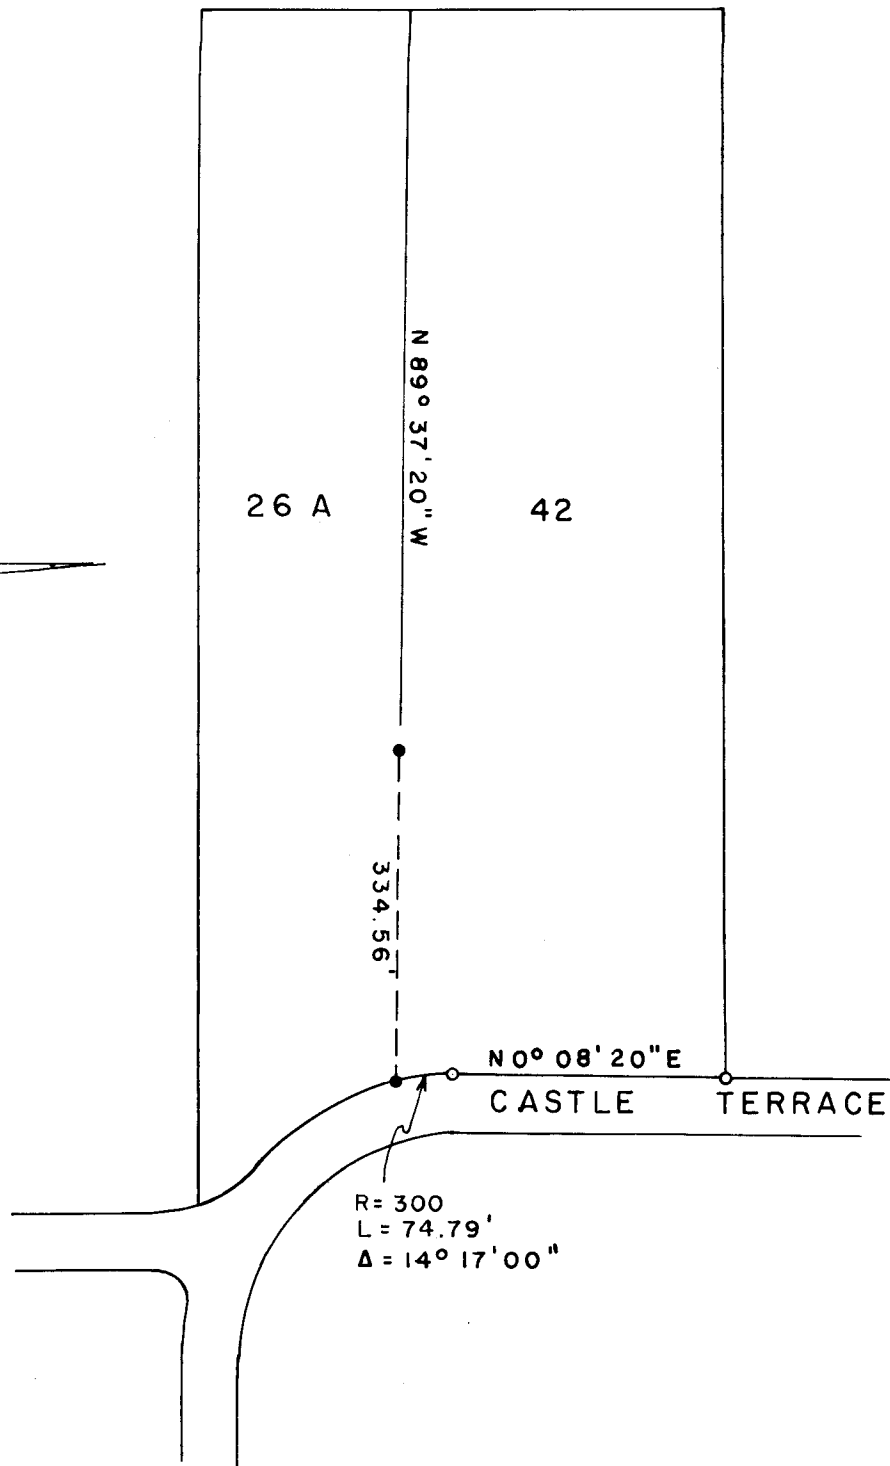 N 89° 37' 20" W
26 A
42
334.56'
N 0° 08' 20" E
CASTLE TERRACE
R = 300
L = 74.79'
Δ = 14° 17' 00"